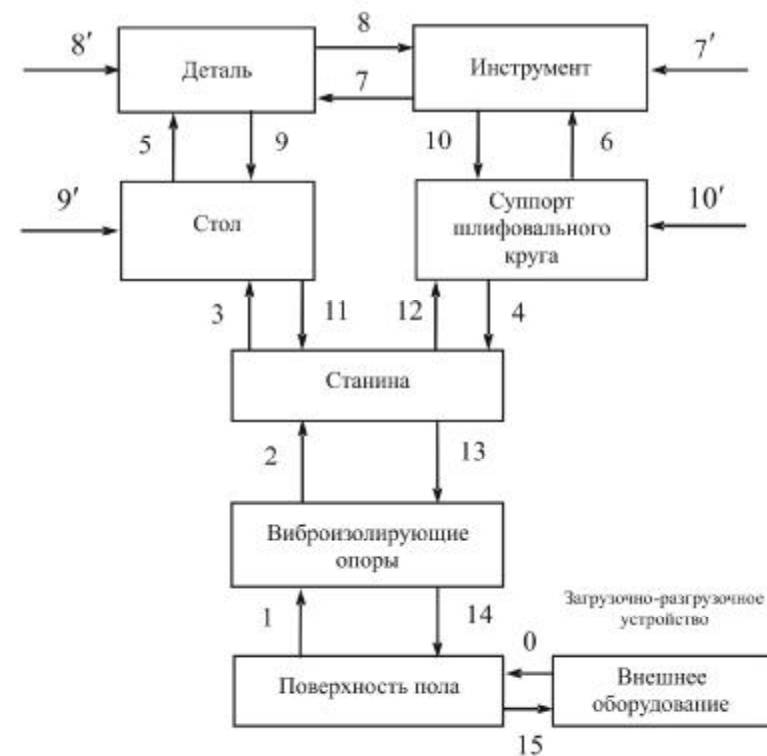 8
8′
7′
Деталь
Инструмент
7
5
9
10
6
9′
10′
Стол
Суппорт
шлифовального
круга
3
11
12
4
Станина
2
13
Виброизолирующие
опоры
1
14
Загрузочно-разгрузочное
устройство
0
Поверхность пола
Внешнее
оборудование
15